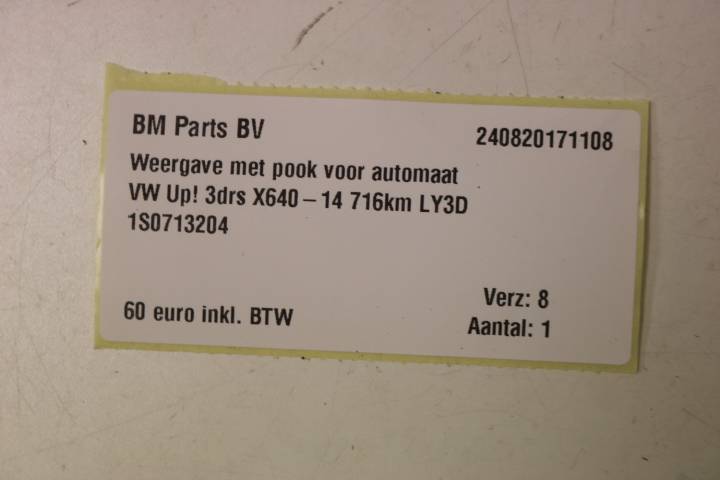 BM Parts BV 240820171108
Weergave met pook voor automaat
VW Up! 3drs X640 – 14 716km LY3D
1S0713204
Verz: 8
60 euro inkl. BTW
Aantal: 1